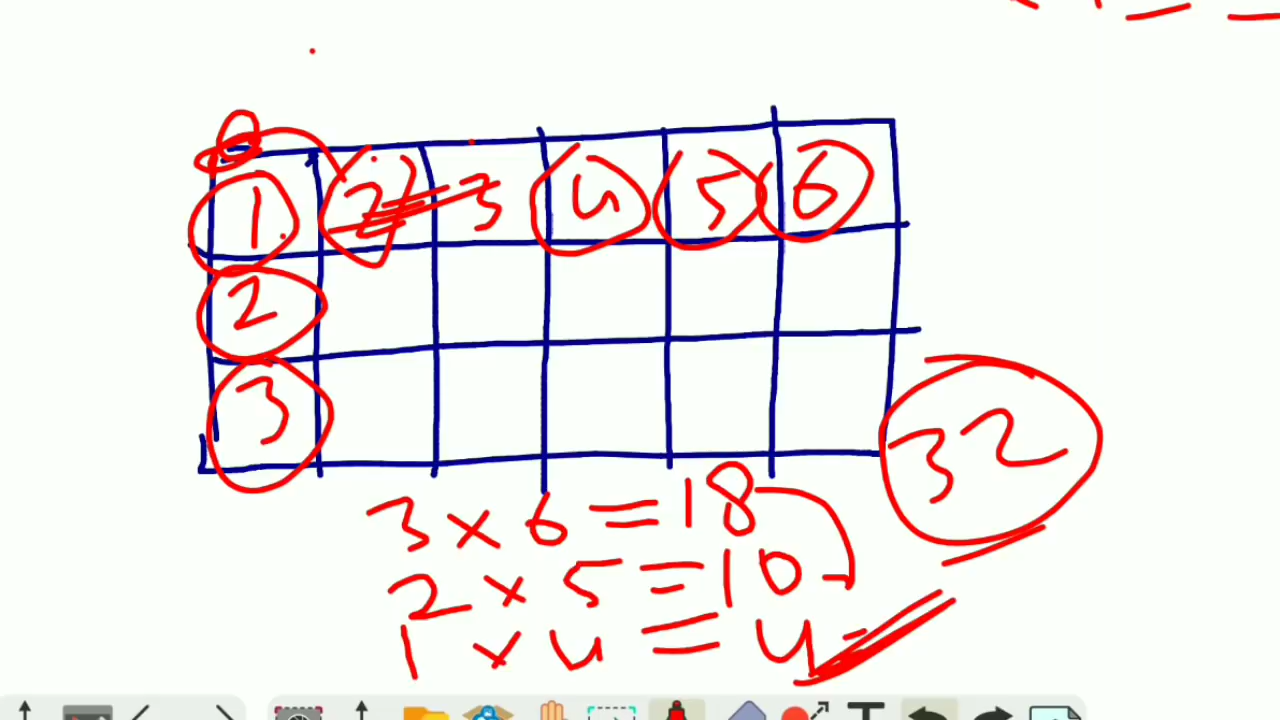 1 2 3 4 5 6
2
3
32
3 × 6 = 18
2 × 5 = 10
1 × 4 = 4
T